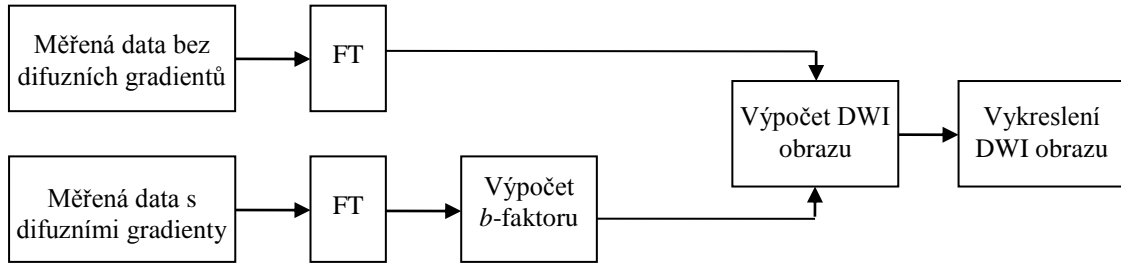 Měřená data bez
difuzních gradientů
FT
Výpočet DWI
obrazu
Vykreslení
DWI obrazu
Měřená data s
difuzními gradienty
FT
Výpočet
b-faktoru